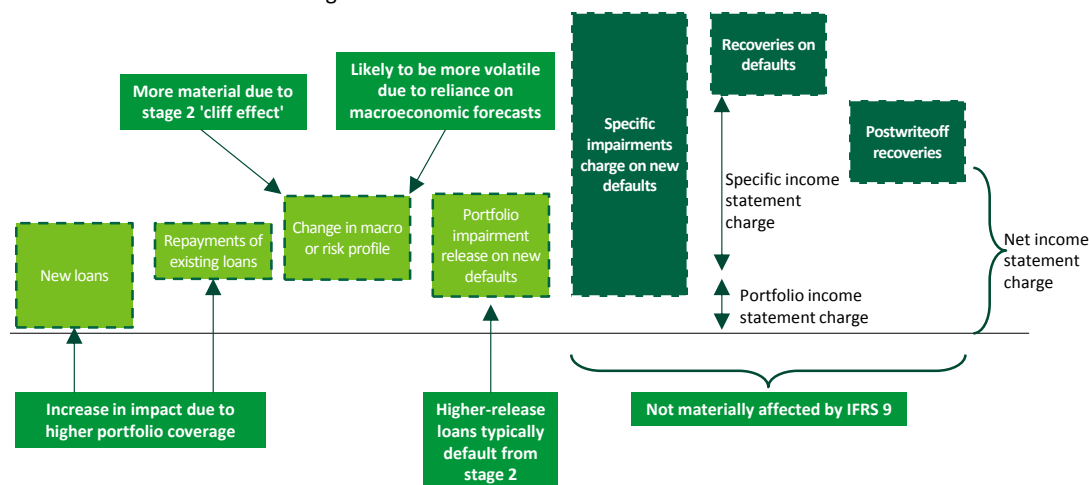 More material due to
stage 2 'cliff effect'
Likely to be more volatile
due to reliance on
macroeconomic forecasts
Recoveries on
defaults
Specific
impairments
charge on new
defaults
Postwriteoff
recoveries
Specific income
statement
charge
New loans
Repayments of
existing loans
Change in macro
or risk profile
Portfolio
impairment
release on new
defaults
Net income
statement
charge
Portfolio income
statement charge
Increase in impact due to
higher portfolio coverage
Higher-release
loans typically
default from
stage 2
Not materially affected by IFRS 9